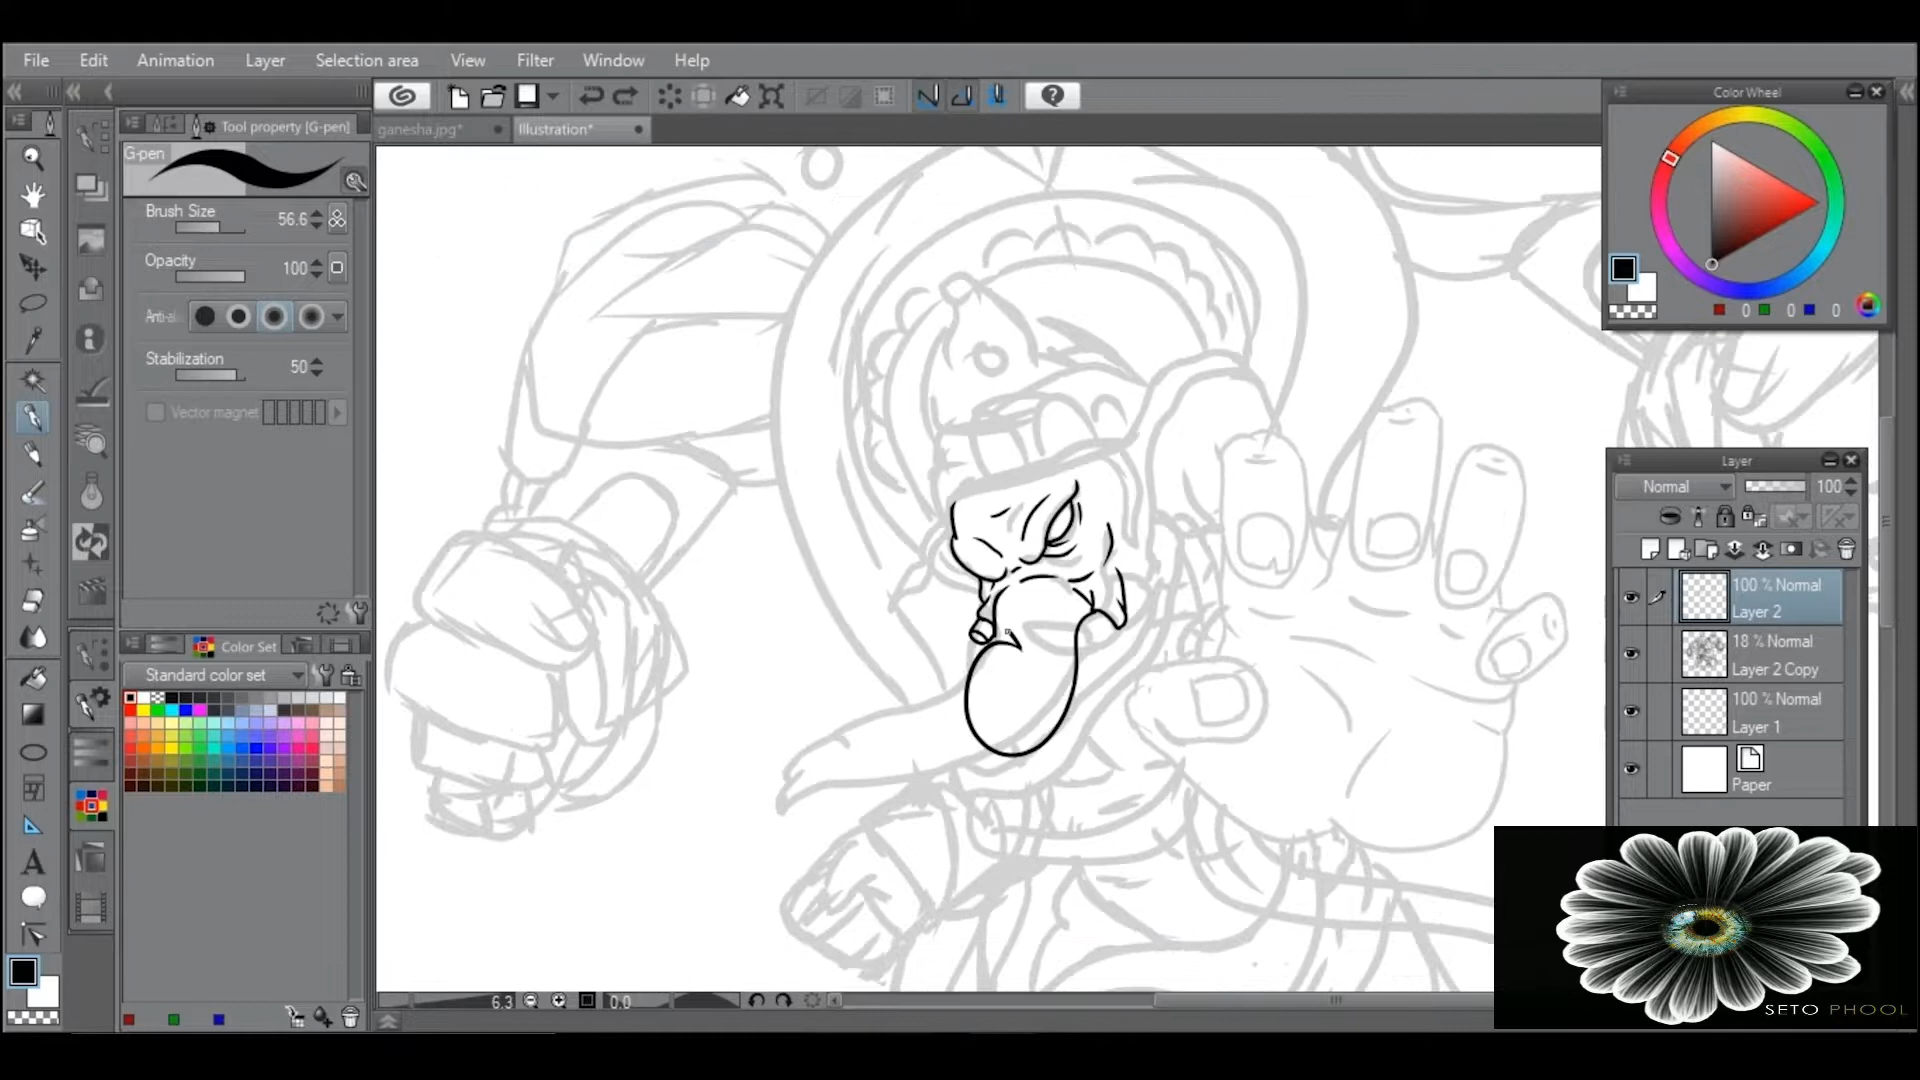 File Edit Animation Layer Selection area View Filter Window Help
Tool property [G-pen]
ganesha.jpg* Illustration*
Color Wheel
G-pen
Brush Size 56.6
Opacity 100
Stabilization 50
Vector magnet
0 0 0
Layer
Normal 100
100 % Normal
Layer 2
18 % Normal
Layer 2 Copy
100 % Normal
Layer 1
Paper
Color Set
Standard color set
6.3 0.0
SETO PHOOL